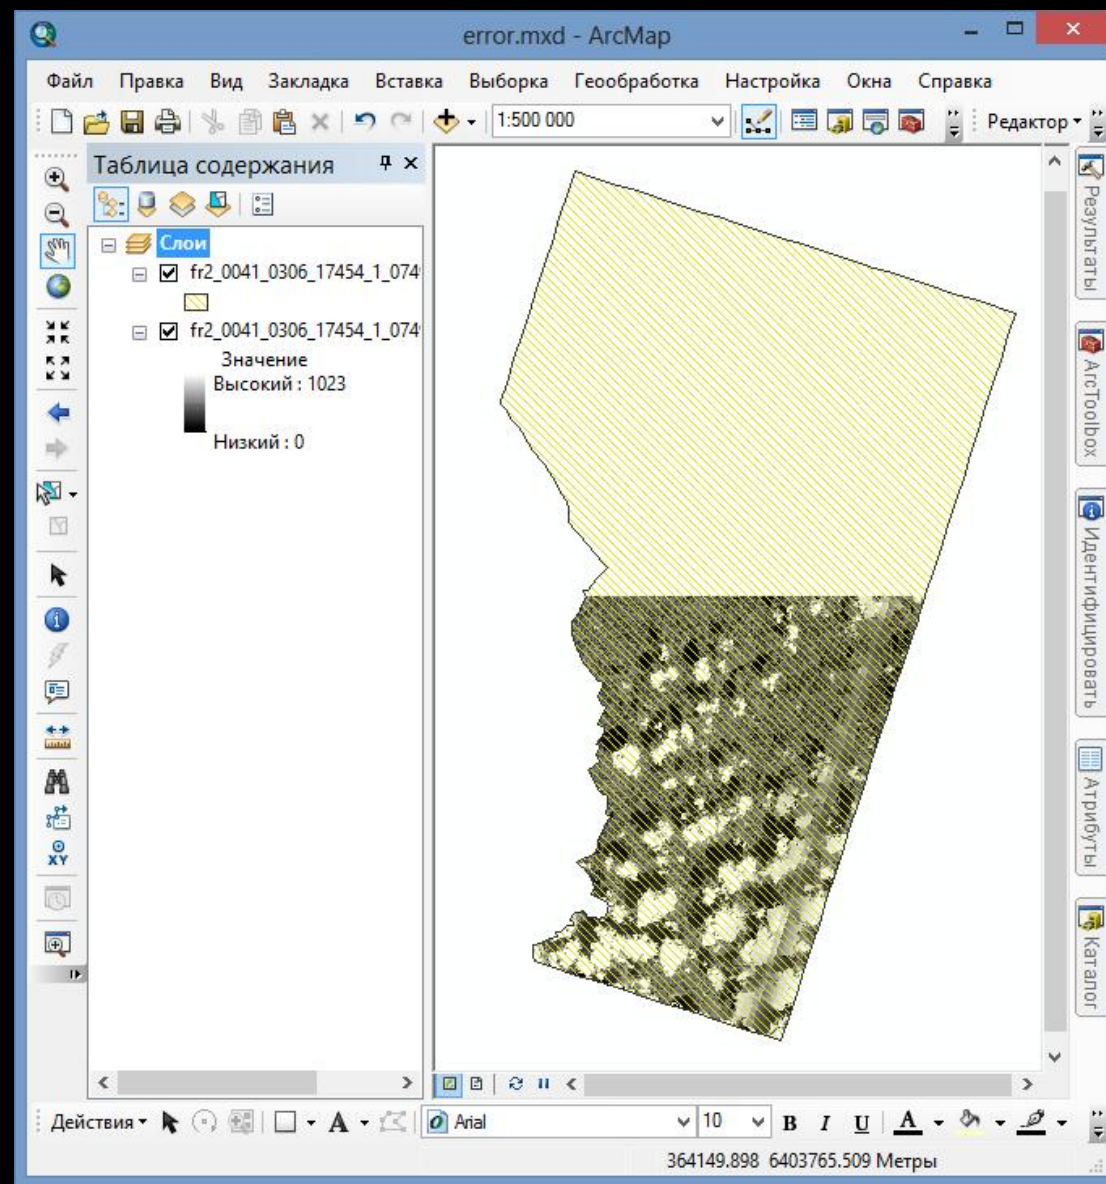 error.mxd - ArcMap
Файл Правка Вид Закладка Вставка Выборка Геообработка Настройка Окна Справка
1:500 000 Редактор
Таблица содержания
Слои
fr2_0041_0306_17454_1_074
fr2_0041_0306_17454_1_074
Значение
Высокий : 1023
Низкий : 0
XY
Результаты
ArcToolbox
Идентифицировать
Атрибуты
Каталог
Действия A Arial 10 B I U A
364149.898 6403765.509 Метры